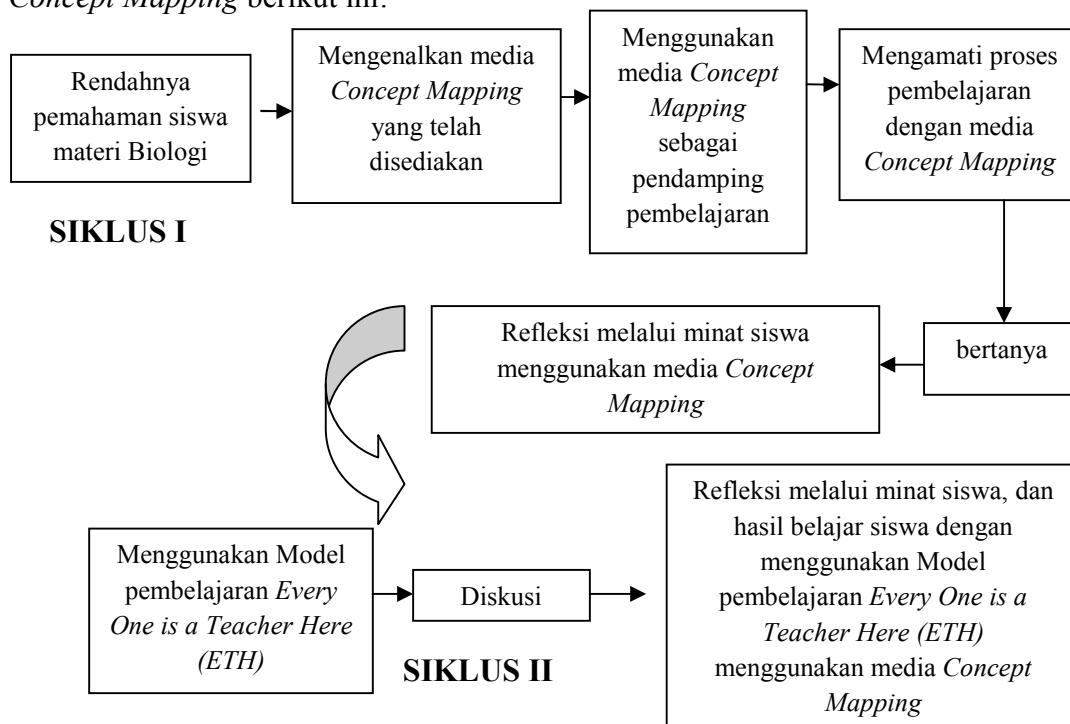 Concept Mapping berikut ini:
Rendahnya
pemahaman siswa
materi Biologi
Mengenalkan media
Concept Mapping
yang telah
disediakan
Menggunakan
media Concept
Mapping
sebagai
pendamping
pembelajaran
Mengamati proses
pembelajaran
dengan media
Concept Mapping
SIKLUS I
bertanya
Refleksi melalui minat siswa
menggunakan media Concept
Mapping
Menggunakan Model
pembelajaran Every
One is a Teacher Here
(ETH)
Diskusi
Refleksi melalui minat siswa, dan
hasil belajar siswa dengan
menggunakan Model
pembelajaran Every One is a
Teacher Here (ETH)
menggunakan media Concept
Mapping
SIKLUS II